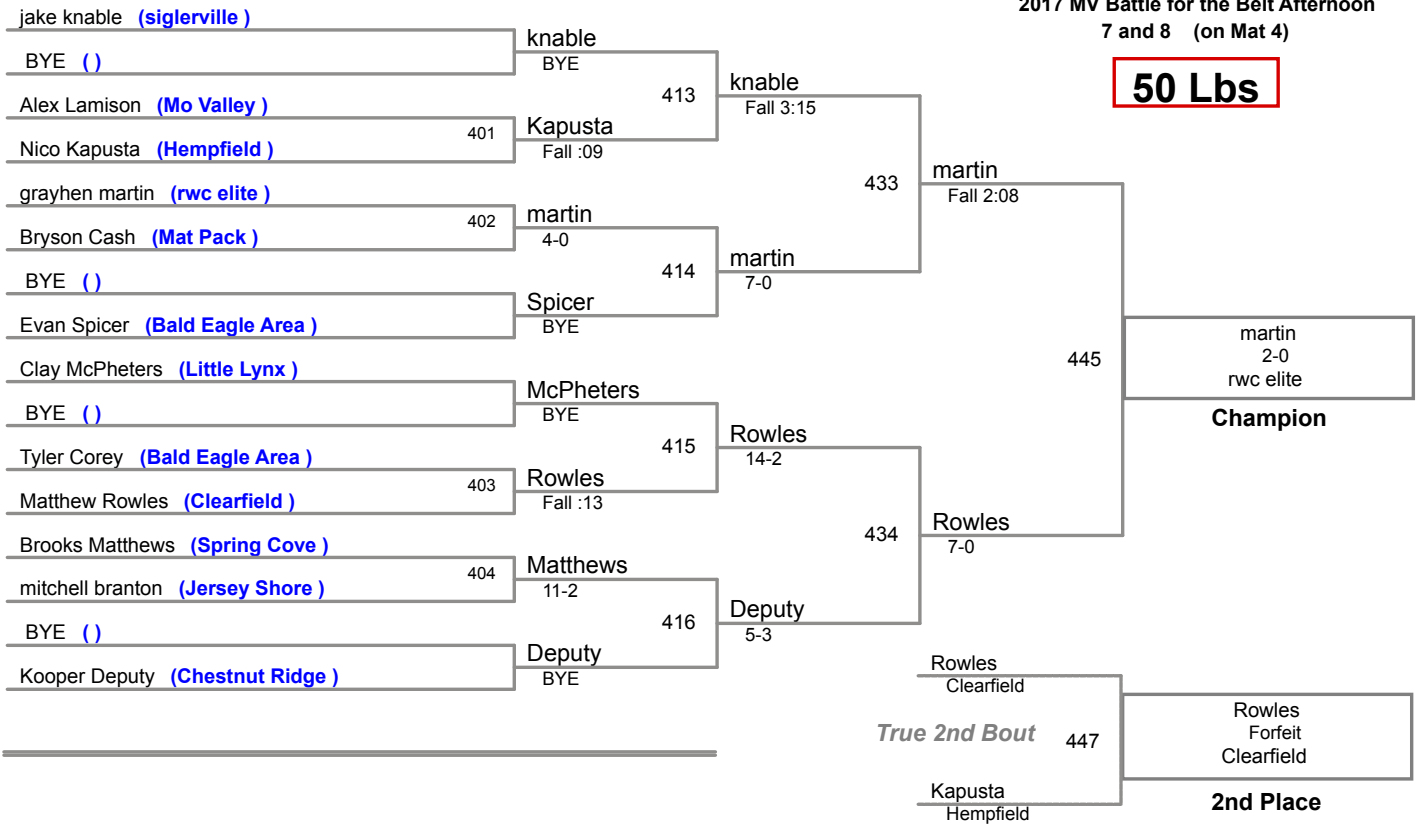 2017 MV Battle for the Belt Afternoon
7 and 8 (on Mat 4)
50 Lbs
jake knable (siglerville )
BYE ( )
Alex Lamison (Mo Valley )
Nico Kapusta (Hempfield )
grayhen martin (rwc elite )
Bryson Cash (Mat Pack )
BYE ( )
Evan Spicer (Bald Eagle Area )
Clay McPheters (Little Lynx )
BYE ( )
Tyler Corey (Bald Eagle Area )
Matthew Rowles (Clearfield )
Brooks Matthews (Spring Cove )
mitchell branton (Jersey Shore )
BYE ( )
Kooper Deputy (Chestnut Ridge )
401
402
403
404
knable
BYE
Kapusta
Fall :09
martin
4-0
Spicer
BYE
McPheters
BYE
Rowles
Fall :13
Matthews
11-2
Deputy
BYE
413
414
415
416
knable
Fall 3:15
martin
7-0
Rowles
14-2
Deputy
5-3
433
434
martin
Fall 2:08
Rowles
7-0
445
martin
2-0
rwc elite
Champion
Rowles
Clearfield
True 2nd Bout
447
Kapusta
Hempfield
Rowles
Forfeit
Clearfield
2nd Place